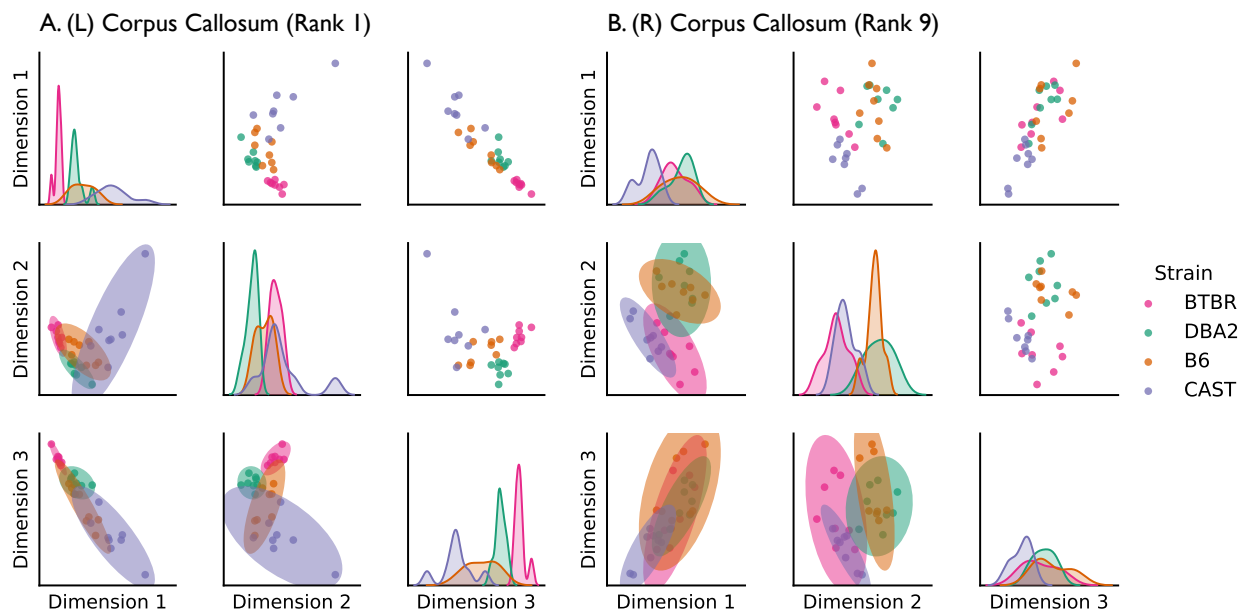 A. (L) Corpus Callosum (Rank 1)
B. (R) Corpus Callosum (Rank 9)
Dimension 1
Dimension 1
Dimension 2
Dimension 2
Strain
BTBR
DBA2
B6
CAST
Dimension 3
Dimension 3
Dimension 1
Dimension 2
Dimension 3
Dimension 1
Dimension 2
Dimension 3